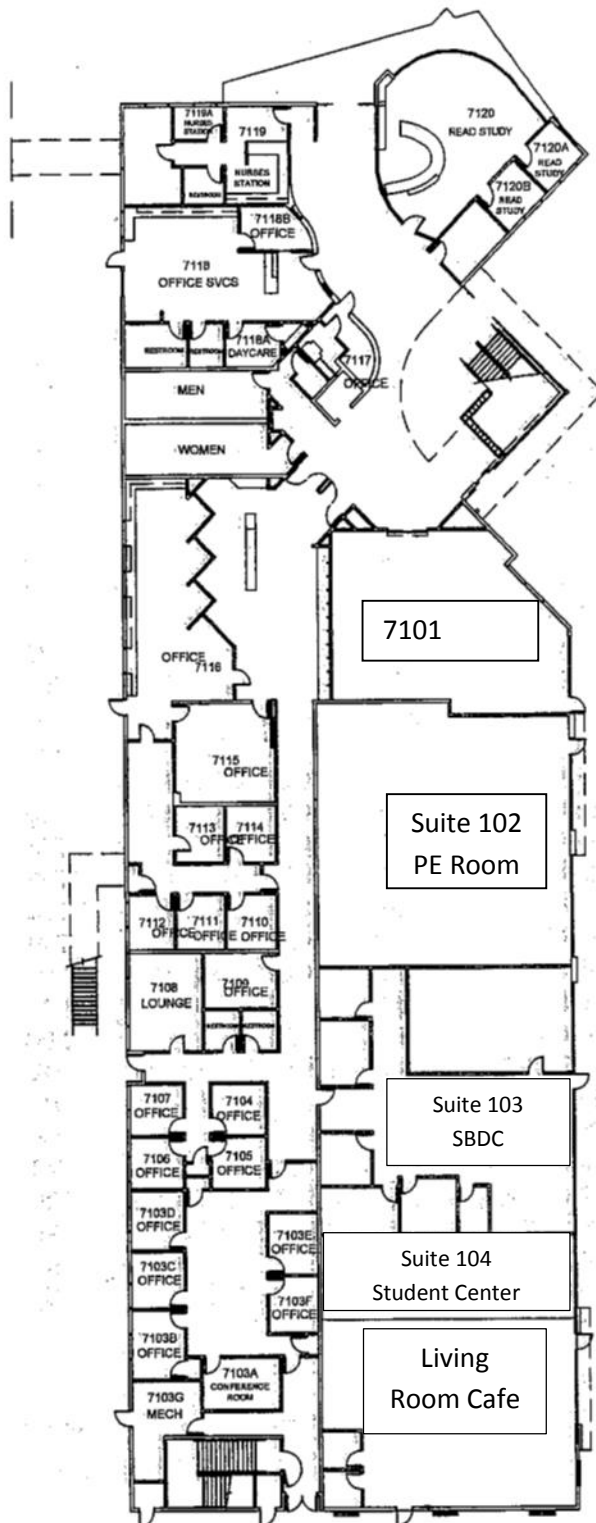 7119A
NURSES
STATION
7119
NURSES
STATION
RESTROOM
7120
READ STUDY
7120A
READ
STUDY
7120B
READ
STUDY
7118B
OFFICE
7118
OFFICE SVCS
RESTROOM
RESTROOM
7118A
DAYCARE
7117
OFFICE
MEN
WOMEN
7101
OFFICE
7116
7115
OFFICE
Suite 102
PE Room
7113
OFFICE
7114
OFFICE
7112
OFFICE
7111
OFFICE
7110
OFFICE
7108
LOUNGE
7109
OFFICE
RESTROOM
RESTROOM
7107
OFFICE
7104
OFFICE
Suite 103
SBDC
7106
OFFICE
7105
OFFICE
7103D
OFFICE
7103E
OFFICE
7103C
OFFICE
7103F
OFFICE
Suite 104
Student Center
7103B
OFFICE
7103A
CONFERENCE
ROOM
Living
Room Cafe
7103G
MECH